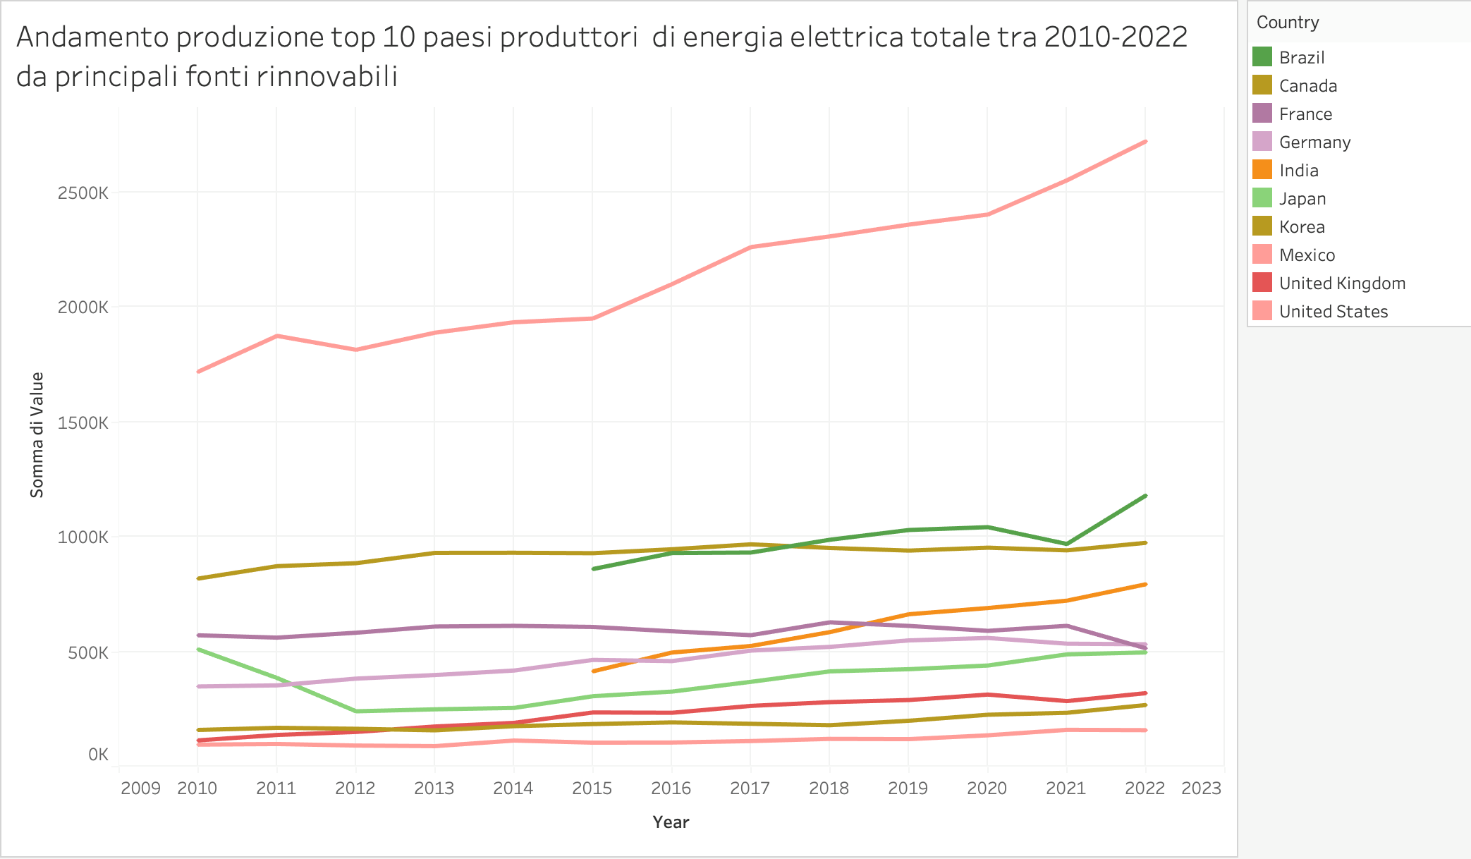 Andamento produzione top 10 paesi produttori  di energia elettrica totale tra 2010-2022
da principali fonti rinnovabili
Country
Brazil
Canada
France
Germany
India
Japan
Korea
Mexico
United Kingdom
United States
Somma di Value
2500K
2000K
1500K
1000K
500K
0K
2009 2010 2011 2012 2013 2014 2015 2016 2017 2018 2019 2020 2021 2022 2023
Year